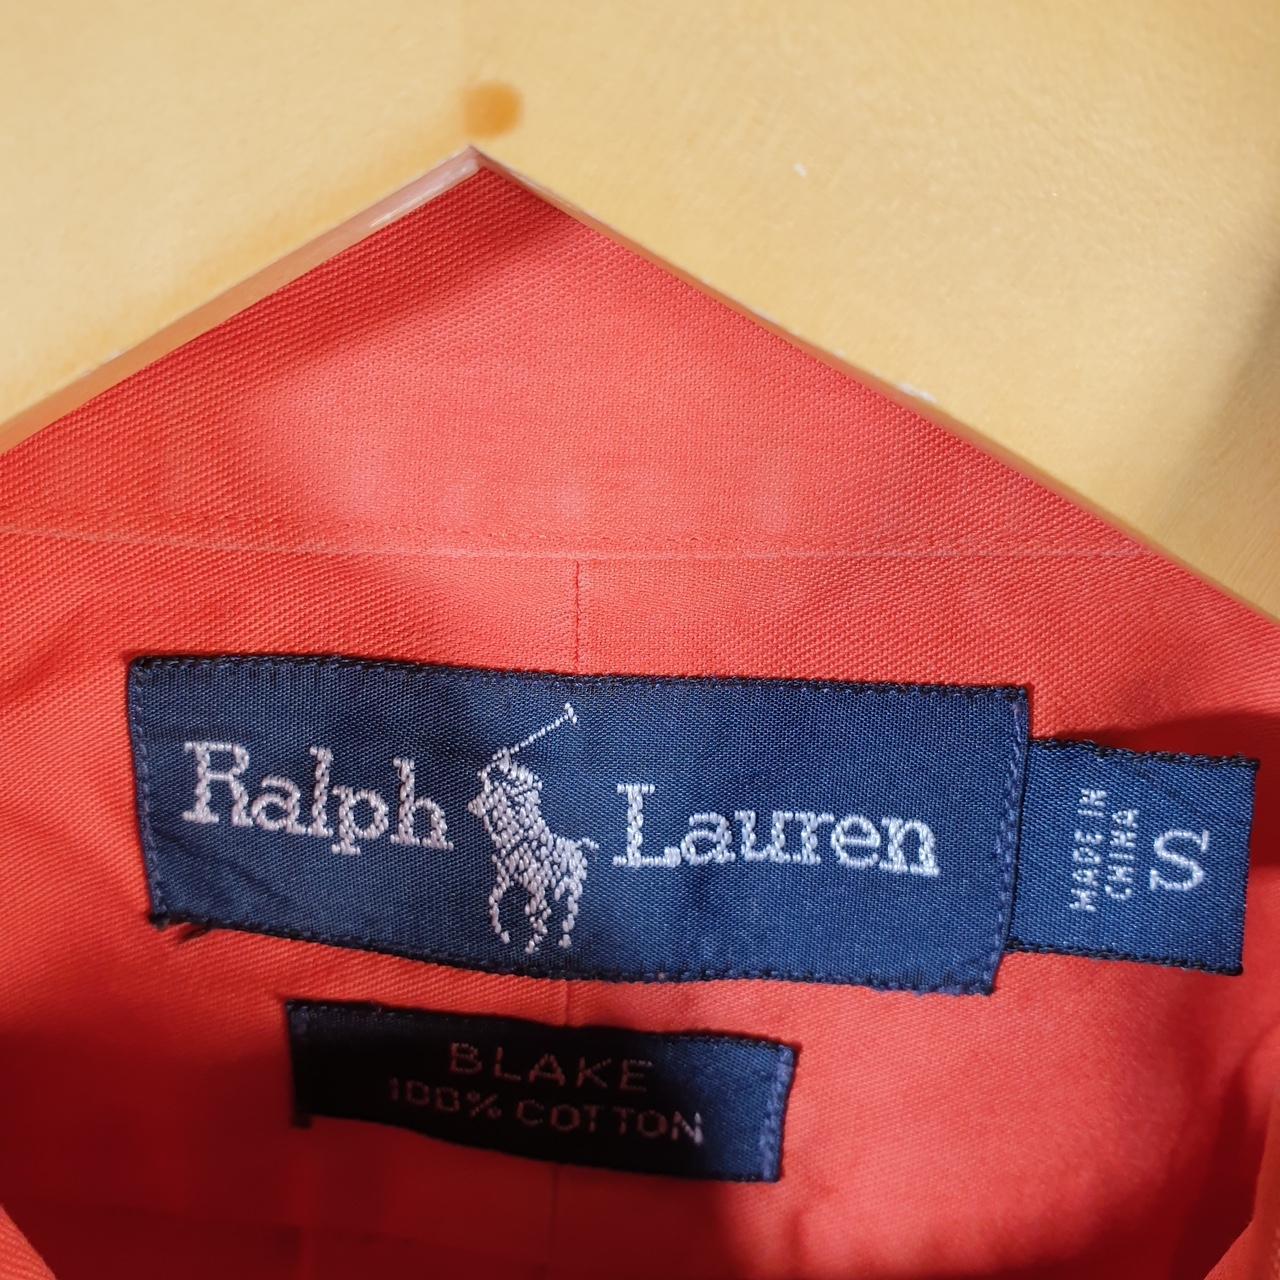 Ralph Lauren
MADE IN
CHINA
S
BLAKE
100% COTTON